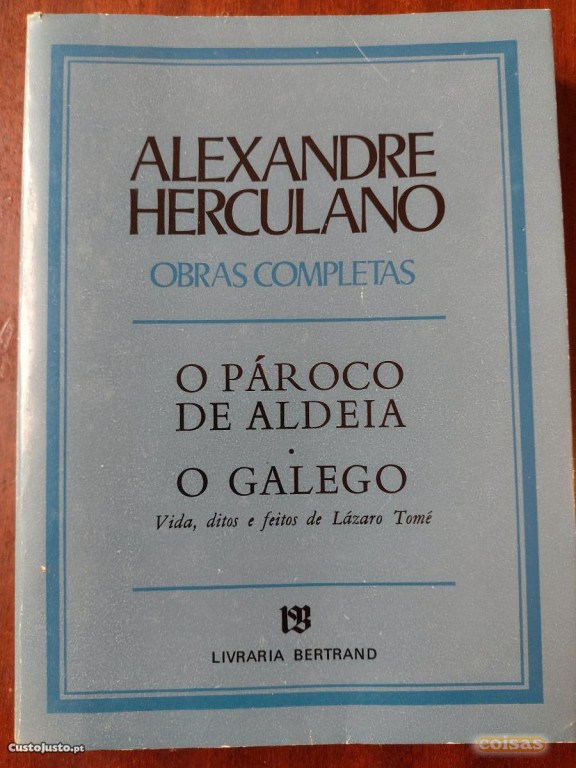 ALEXANDRE
HERCULANO
OBRAS COMPLETAS
O PÁROCO
DE ALDEIA
.
O GALEGO
Vida, ditos e feitos de Lázaro Tomé
LIVRARIA BERTRAND
CustoJusto.pt
coisas